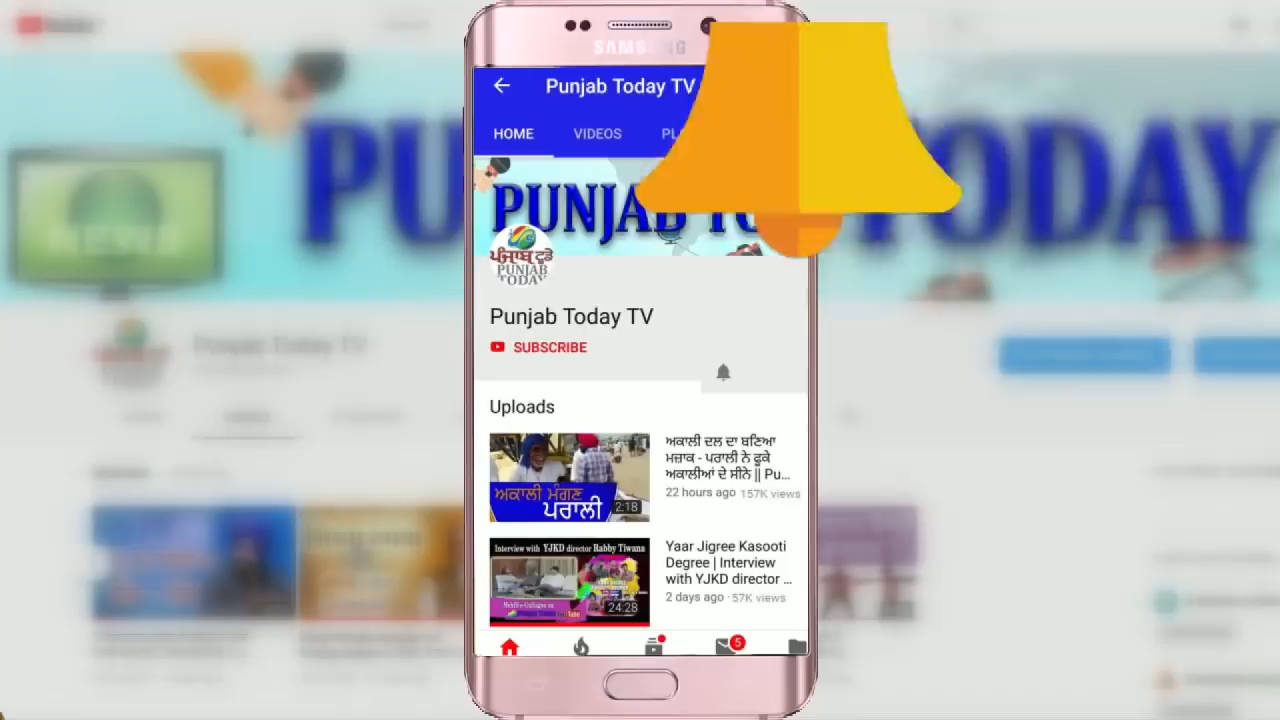 SAMSUNG
Punjab Today TV
HOME VIDEOS
PUNJAB TODAY
ਪੰਜਾਬ ਟੂਡੇ
PUNJAB
TODAY
Punjab Today TV
SUBSCRIBE
Uploads
ਅਕਾਲੀ ਦਲ ਦਾ ਬਣਿਆ
ਮਜ਼ਾਕ - ਪਰਾਲੀ ਨੇ ਫੂਕੇ
ਅਕਾਲੀਆਂ ਦੇ ਸੀਨੇ || Pu...
22 hours ago 157K views
ਅਕਾਲੀ ਮੰਗਣ
ਪਰਾਲੀ
2:18
Interview with YJKD director Rabby Tiwana
24:28
Yaar Jigree Kasooti
Degree | Interview
with YJKD director ...
2 days ago · 57K views
5